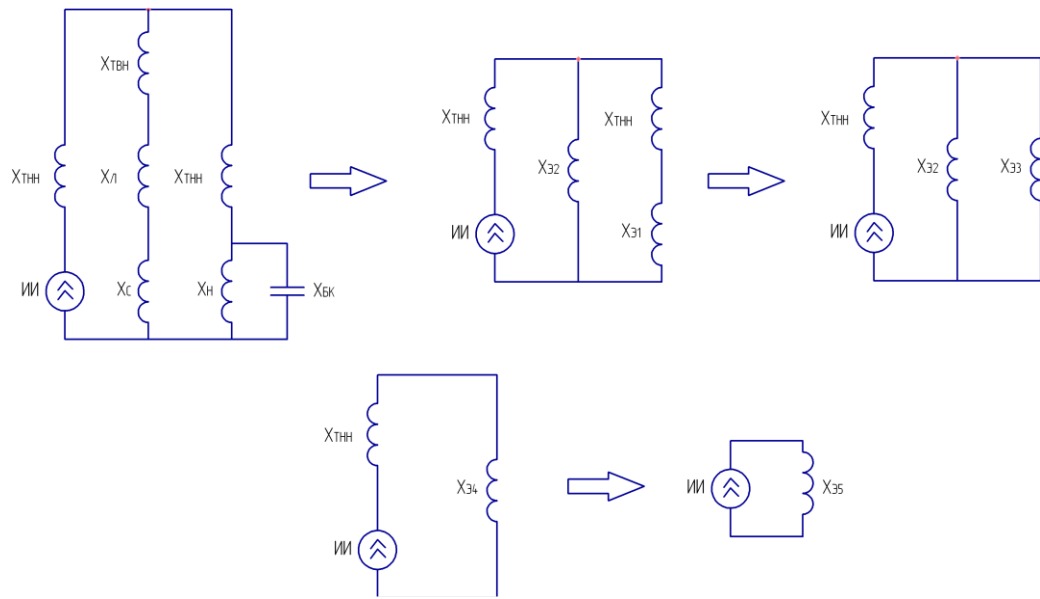 XТВН
XТНН
XЛ
XТНН
ИИ
XС
XН
XБК
XТНН
XТНН
XЭ2
ИИ
XЭ1
XТНН
XЭ2
XЭ3
ИИ
XТНН
XЭ4
ИИ
ИИ
XЭ5